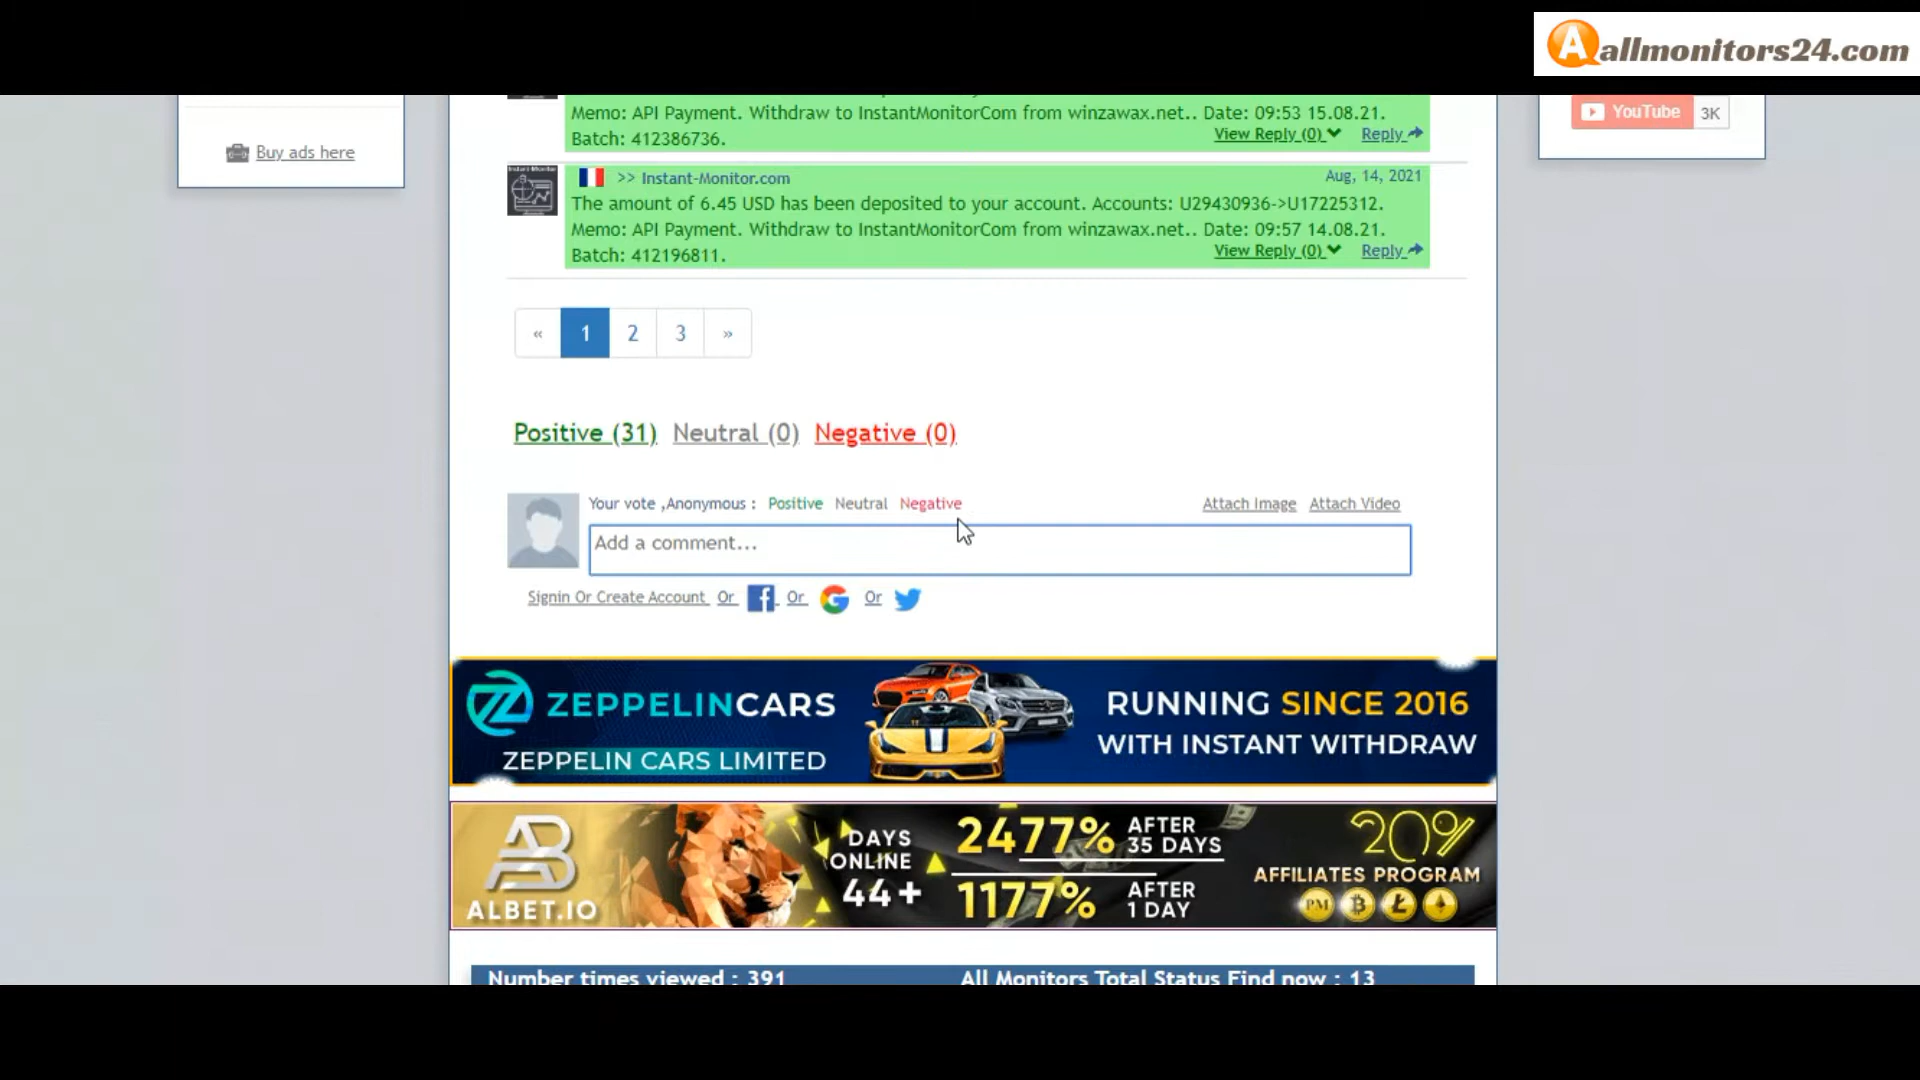 allmonitors24.com
Memo: API Payment. Withdraw to InstantMonitorCom from winzawax.net.. Date: 09:53 15.08.21.
Batch: 412386736.
View Reply (0) Reply
YouTube 3K
Buy ads here
Instant-Monitor
>> Instant-Monitor.com Aug, 14, 2021
The amount of 6.45 USD has been deposited to your account. Accounts: U29430936->U17225312.
Memo: API Payment. Withdraw to InstantMonitorCom from winzawax.net.. Date: 09:57 14.08.21.
Batch: 412196811.
View Reply (0) Reply
« 1 2 3 »
Positive (31) Neutral (0) Negative (0)
Your vote ,Anonymous : Positive Neutral Negative Attach Image Attach Video
Add a comment...
Signin Or Create Account Or Or Or
ZEPPELINCARS
ZEPPELIN CARS LIMITED
RUNNING SINCE 2016
WITH INSTANT WITHDRAW
ALBET.IO
DAYS
ONLINE
44+
2477% AFTER
35 DAYS
1177% AFTER
1 DAY
20%
AFFILIATES PROGRAM
PM
Number times viewed : 391 All Monitors Total Status Find now : 13